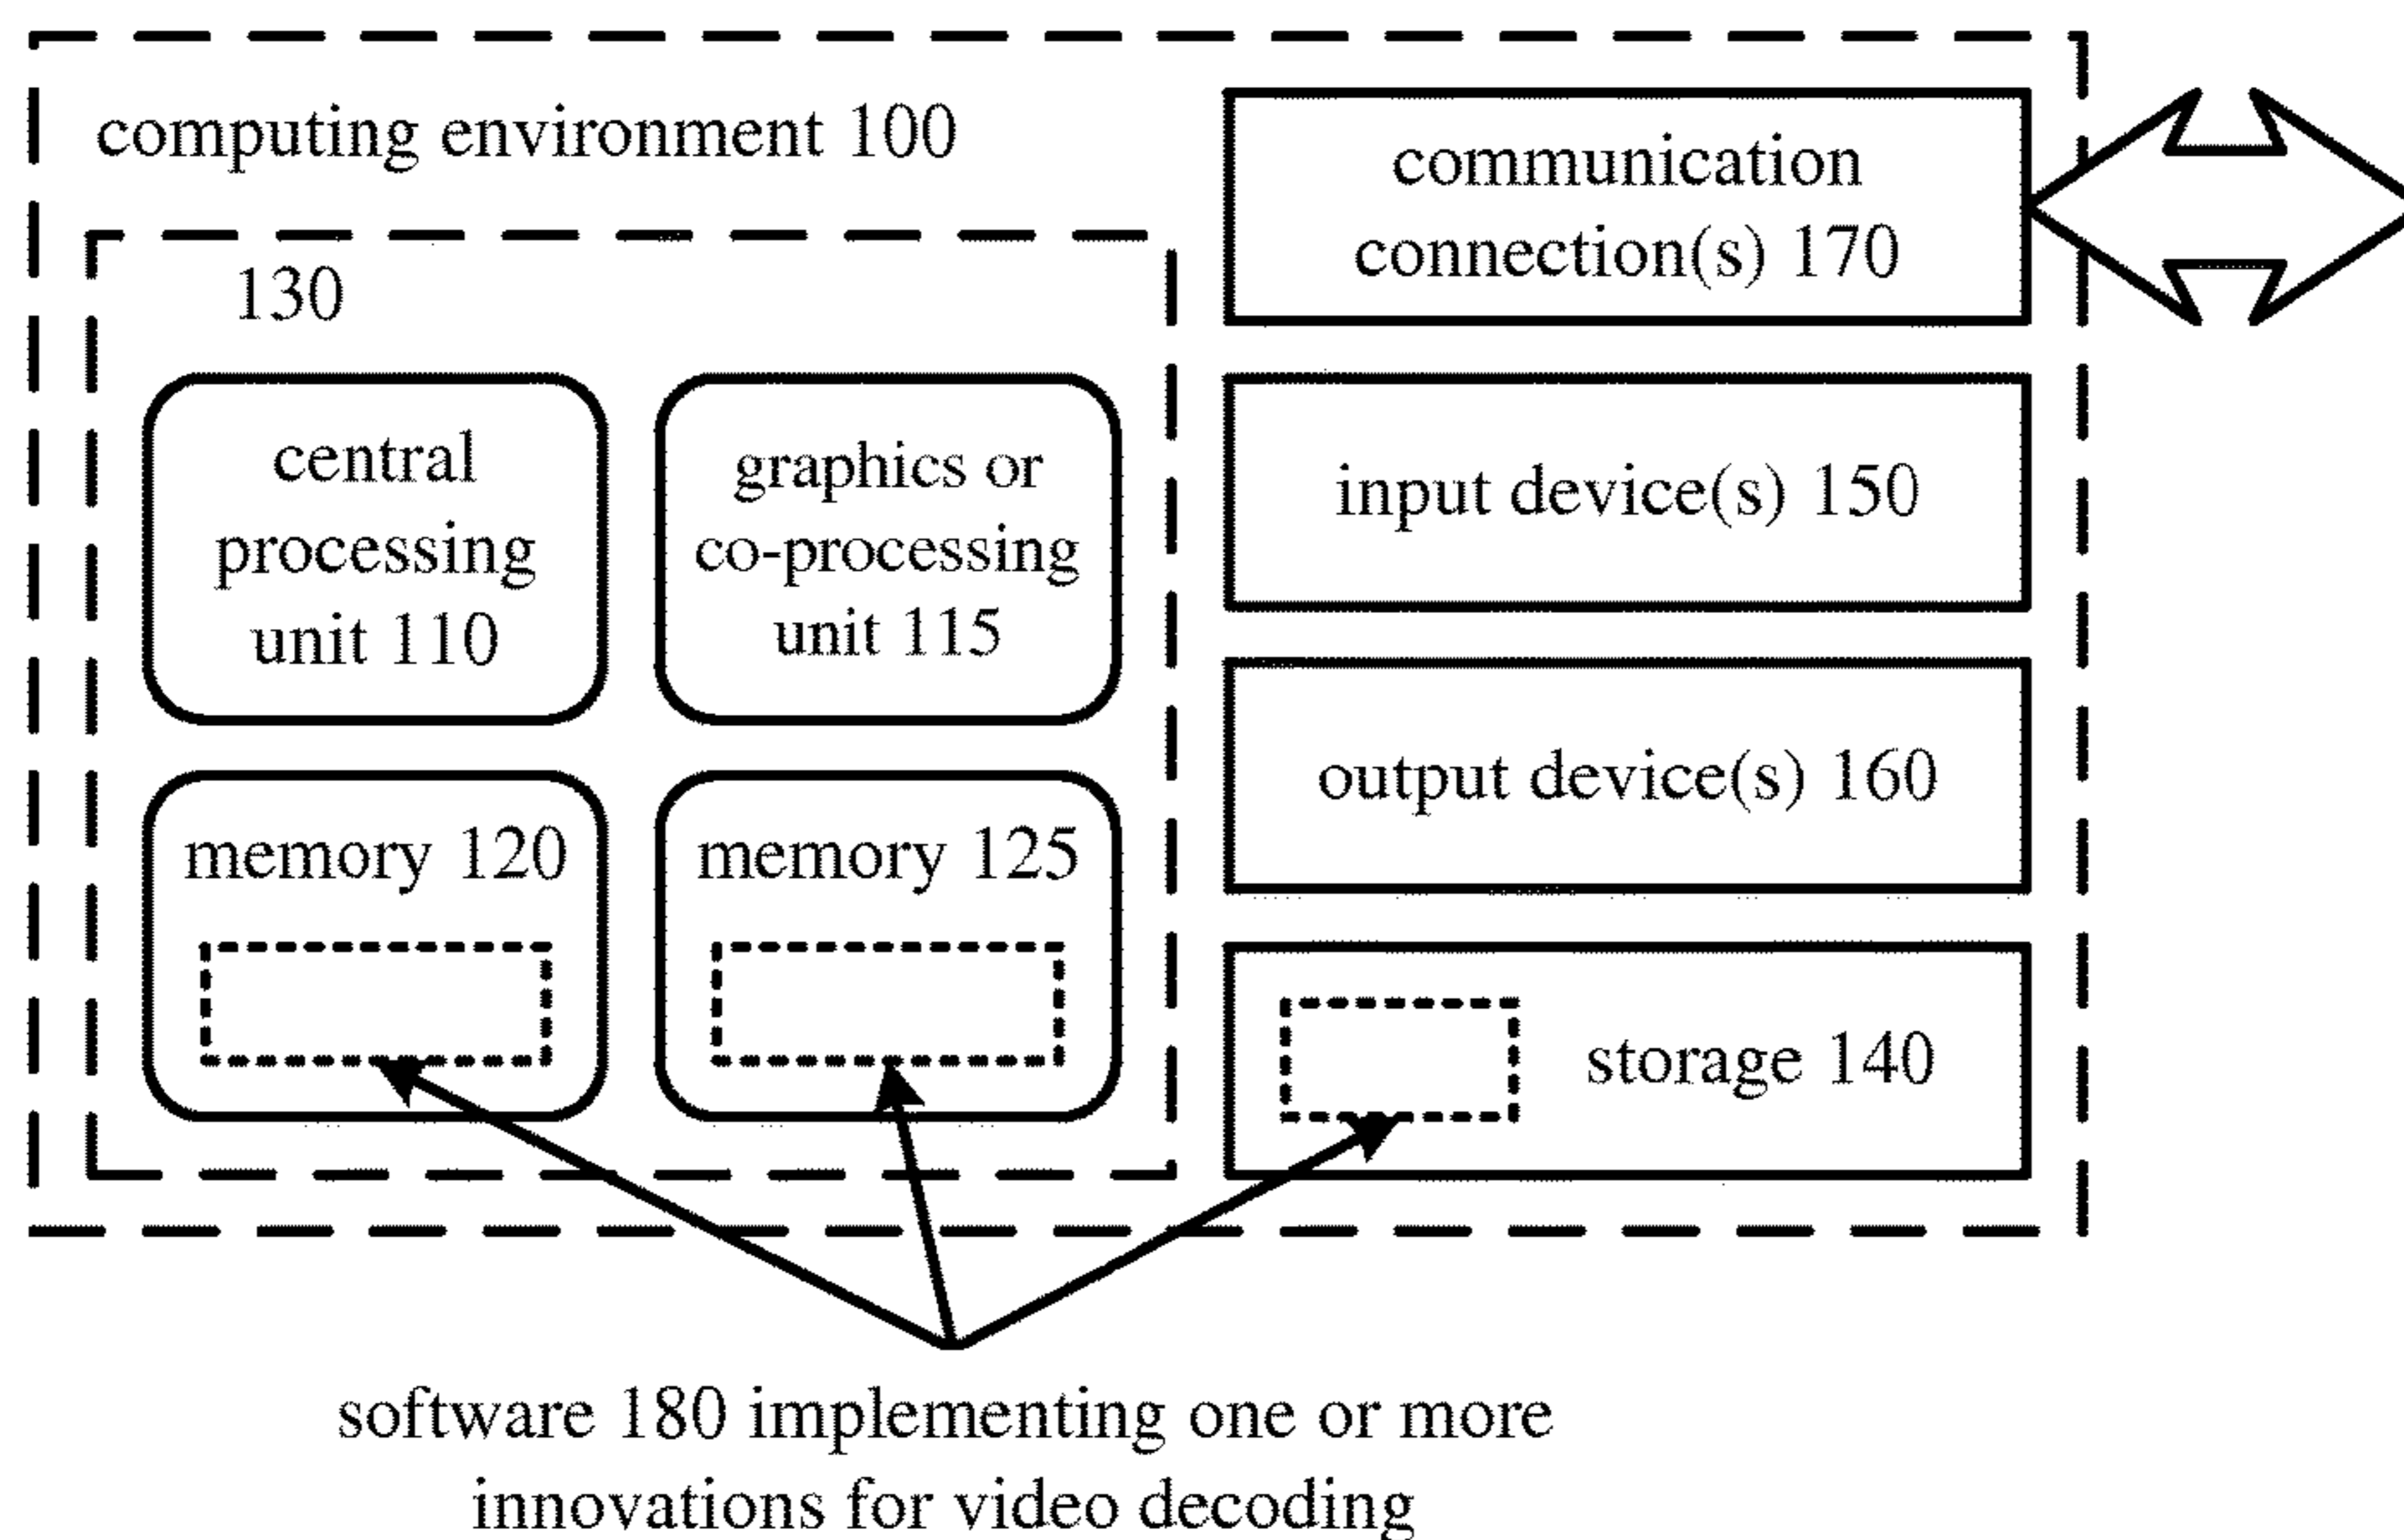 computing environment 100
130
central
processing
unit 110
graphics or
co-processing
unit 115
memory 120
memory 125
communication
connection(s) 170
input device(s) 150
output device(s) 160
storage 140
software 180 implementing one or more
innovations for video decoding